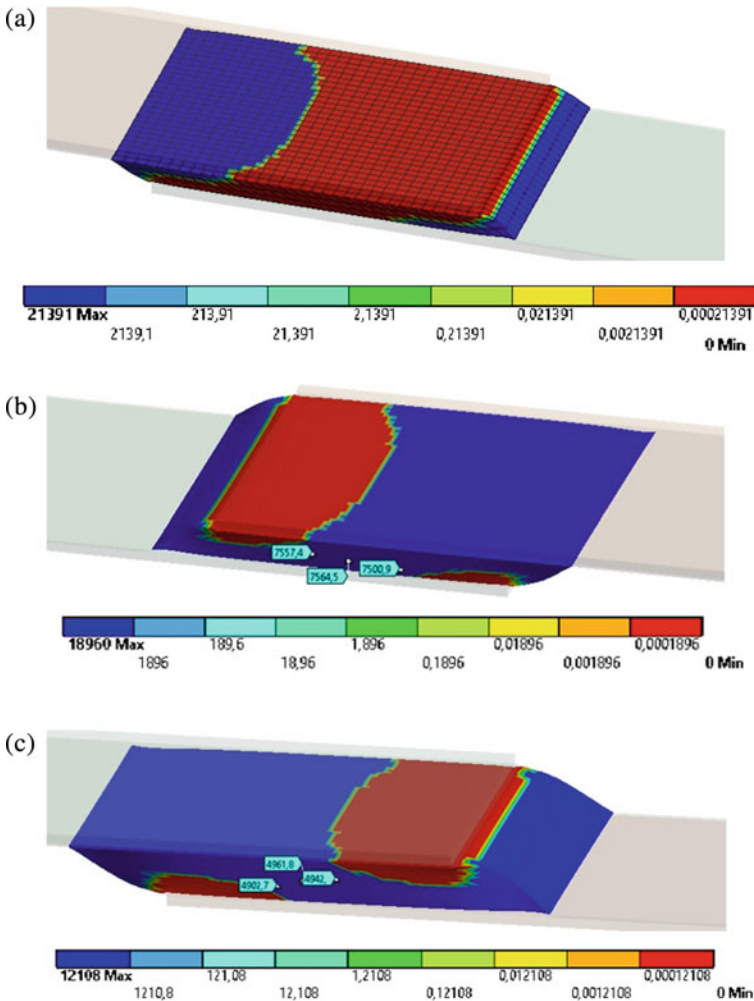 (a)
21391 Max 213,91 2,1391 0,021391 0,00021391
2139,1 21,391 0,21391 0,0021391 0 Min
(b)
7557,4
7564,5
7500,9
18960 Max 189,6 1,896 0,01896 0,0001896
1896 18,96 0,1896 0,001896 0 Min
(c)
4961,8
4902,7
4942,
12108 Max 121,08 1,2108 0,012108 0,00012108
1210,8 12,108 0,12108 0,0012108 0 Min